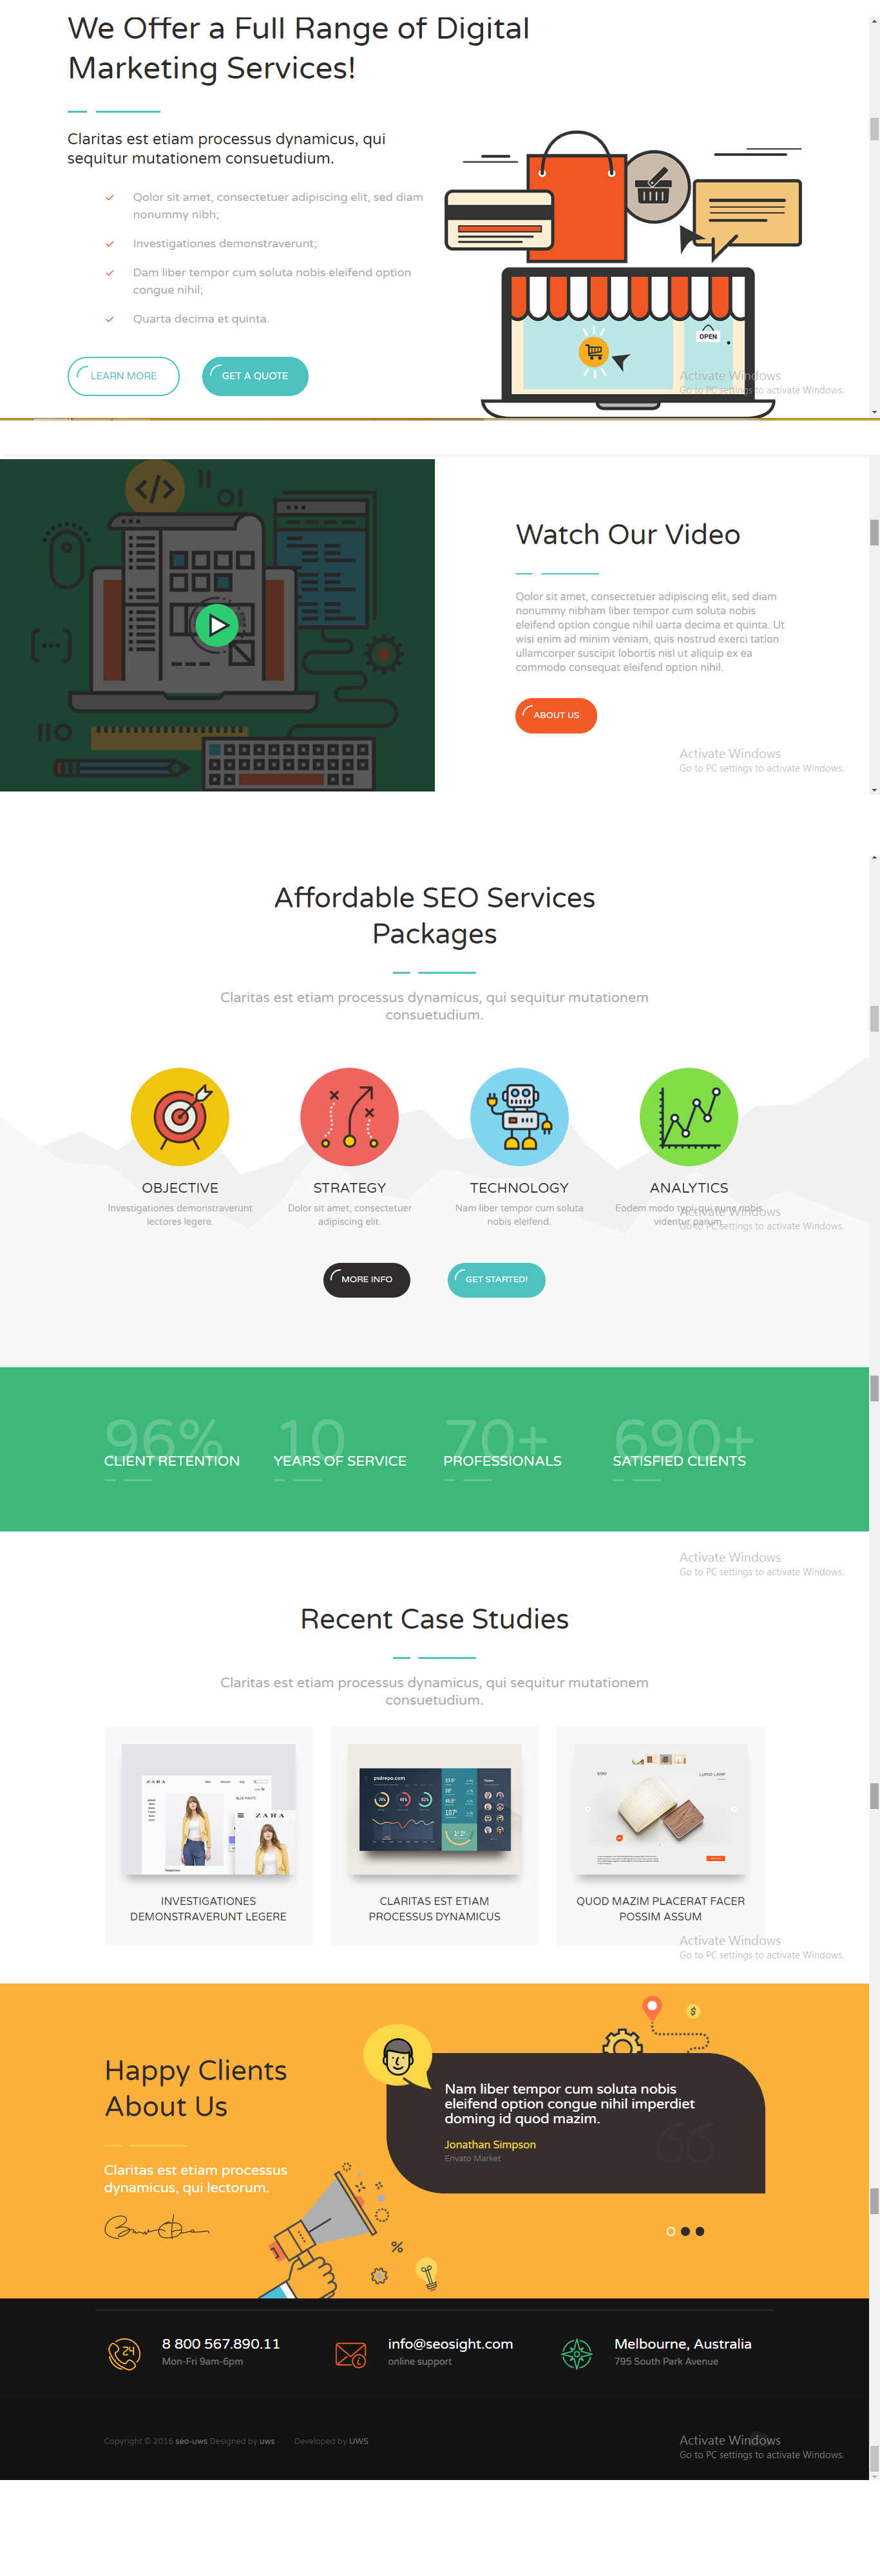 We Offer a Full Range of Digital
Marketing Services!
Claritas est etiam processus dynamicus, qui
sequitur mutationem consuetudium.
Qolor sit amet, consectetuer adipiscing elit, sed diam
nonummy nibh;
Investigationes demonstraverunt;
Dam liber tempor cum soluta nobis eleifend option
congue nihil;
Quarta decima et quinta.
LEARN MORE
GET A QUOTE
OPEN
Activate Windows
Go to PC settings to activate Windows.
Watch Our Video
Qolor sit amet, consectetuer adipiscing elit, sed diam
nonummy nibham liber tempor cum soluta nobis
eleifend option congue nihil uarta decima et quinta. Ut
wisi enim ad minim veniam, quis nostrud exerci tation
ullamcorper suscipit lobortis nisl ut aliquip ex ea
commodo consequat eleifend option nihil.
ABOUT US
Activate Windows
Go to PC settings to activate Windows.
Affordable SEO Services
Packages
Claritas est etiam processus dynamicus, qui sequitur mutationem
consuetudium.
OBJECTIVE
Investigationes demonstraverunt
lectores legere.
STRATEGY
Dolor sit amet, consectetuer
adipiscing elit.
TECHNOLOGY
Nam liber tempor cum soluta
nobis eleifend.
ANALYTICS
Eodem modo typi, qui nunc nobis
videntur parum
Activate Windows
Go to PC settings to activate Windows.
MORE INFO
GET STARTED!
96%
CLIENT RETENTION
10
YEARS OF SERVICE
70+
PROFESSIONALS
690+
SATISFIED CLIENTS
Activate Windows
Go to PC settings to activate Windows.
Recent Case Studies
Claritas est etiam processus dynamicus, qui sequitur mutationem
consuetudium.
ZARA
ZARA
INVESTIGATIONES
DEMONSTRAVERUNT LEGERE
psdrepo.com
CLARITAS EST ETIAM
PROCESSUS DYNAMICUS
$190
LUMIO LAMP
QUOD MAZIM PLACERAT FACER
POSSIM ASSUM
Activate Windows
Go to PC settings to activate Windows.
Happy Clients
About Us
Claritas est etiam processus
dynamicus, qui lectorum.
Nam liber tempor cum soluta nobis
eleifend option congue nihil imperdiet
doming id quod mazim.
Jonathan Simpson
Envato Market
24
8 800 567.890.11
Mon-Fri 9am-6pm
info@seosight.com
online support
Melbourne, Australia
795 South Park Avenue
Copyright © 2016 seo-uws Designed by uws
Developed by UWS
Activate Windows
Go to PC settings to activate Windows.